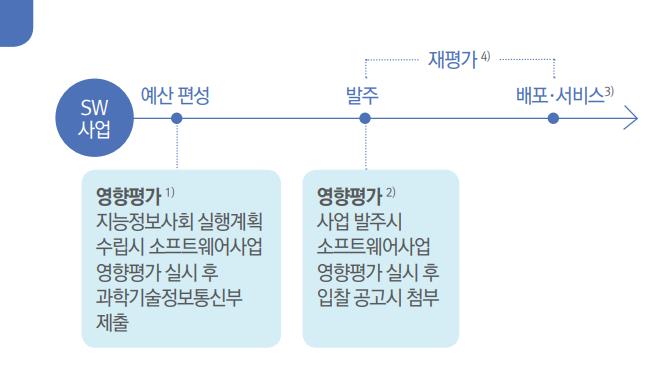 재평가 4)
SW
사업
예산 편성
발주
배포·서비스3)
영향평가 1)
지능정보사회 실행계획
수립시 소프트웨어사업
영향평가 실시 후
과학기술정보통신부
제출
영향평가 2)
사업 발주시
소프트웨어사업
영향평가 실시 후
입찰 공고시 첨부